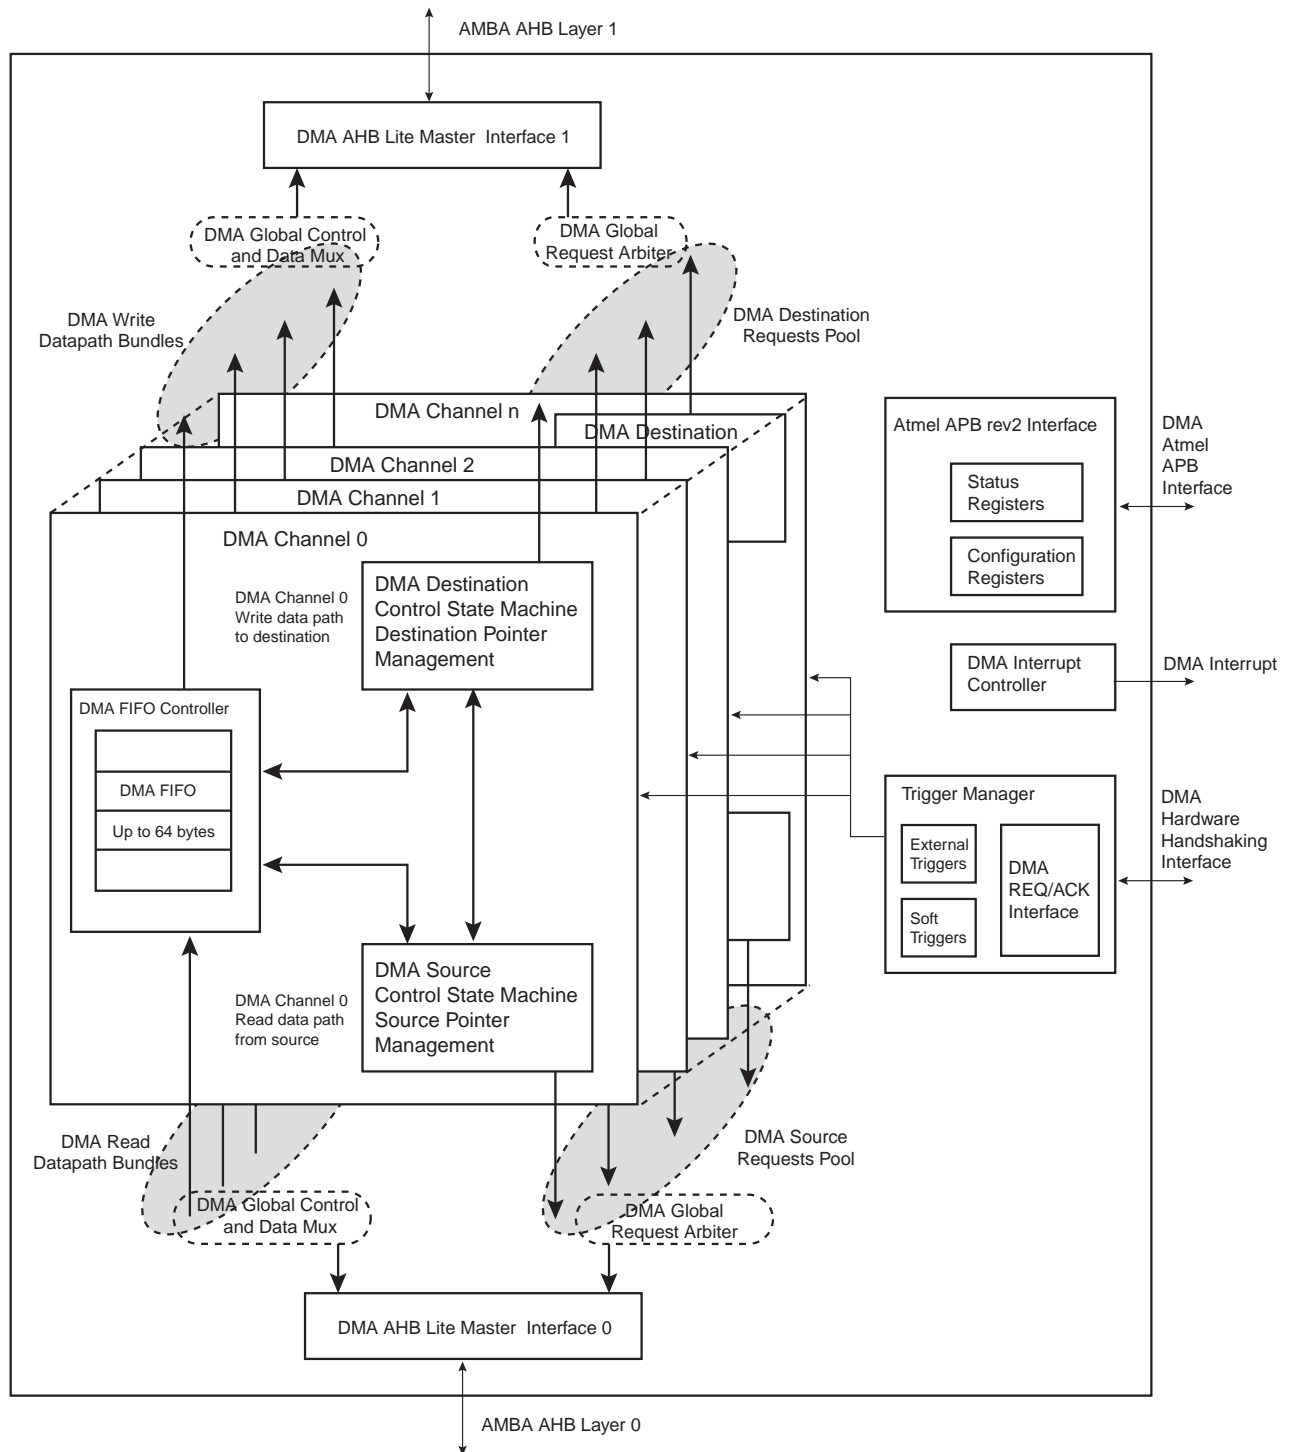 AMBA AHB Layer 1
DMA AHB Lite Master Interface 1
DMA Global Control
and Data Mux
DMA Global
Request Arbiter
DMA Write
Datapath Bundles
DMA Destination
Requests Pool
DMA Channel n
DMA Destination
DMA Channel 2
DMA Channel 1
DMA Channel 0
DMA Destination
Control State Machine
Destination Pointer
Management
DMA Channel 0
Write data path
to destination
DMA FIFO Controller
DMA FIFO
Up to 64 bytes
DMA Source
Control State Machine
Source Pointer
Management
DMA Channel 0
Read data path
from source
Atmel APB rev2 Interface
Status
Registers
Configuration
Registers
DMA
Atmel
APB
Interface
DMA Interrupt
Controller
DMA Interrupt
Trigger Manager
External
Triggers
Soft
Triggers
DMA
REQ/ACK
Interface
DMA
Hardware
Handshaking
Interface
DMA Read
Datapath Bundles
DMA Source
Requests Pool
DMA Global Control
and Data Mux
DMA Global
Request Arbiter
DMA AHB Lite Master Interface 0
AMBA AHB Layer 0